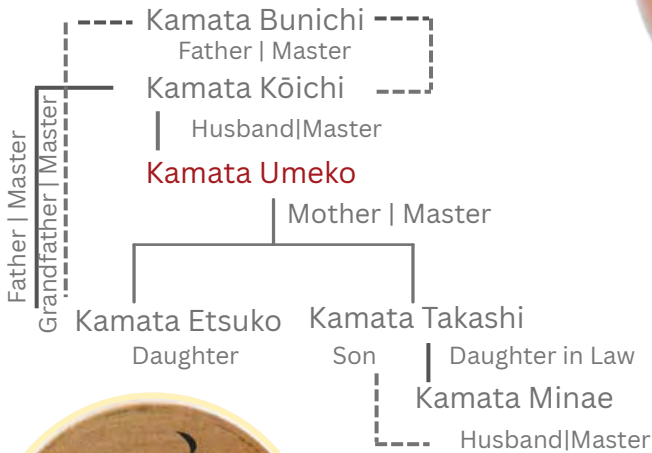 Kamata Bunichi
Father | Master
Kamata Kōichi
Husband|Master
Kamata Umeko
Mother | Master
Father | Master
Grandfather | Master
Kamata Etsuko
Kamata Takashi
Daughter
Son
Daughter in Law
Kamata Minae
Husband|Master